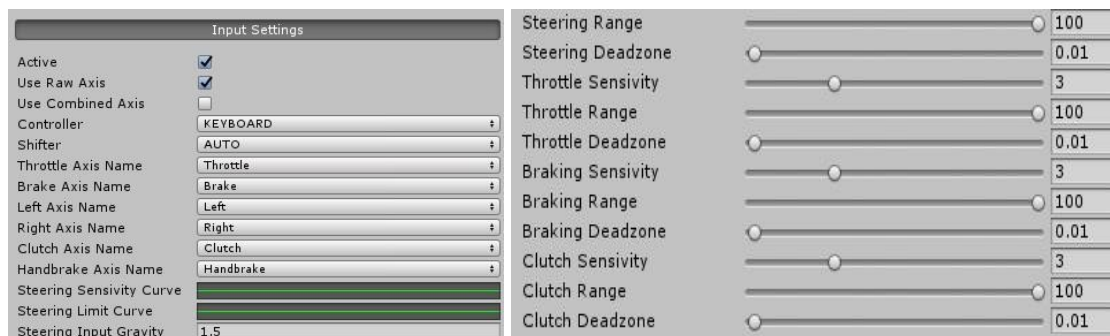 Input Settings
Active
Use Raw Axis
Use Combined Axis
Controller KEYBOARD
Shifter AUTO
Throttle Axis Name Throttle
Brake Axis Name Brake
Left Axis Name Left
Right Axis Name Right
Clutch Axis Name Clutch
Handbrake Axis Name Handbrake
Steering Sensivity Curve
Steering Limit Curve
Steering Input Gravity 1.5
Steering Range 100
Steering Deadzone 0.01
Throttle Sensivity 3
Throttle Range 100
Throttle Deadzone 0.01
Braking Sensivity 3
Braking Range 100
Braking Deadzone 0.01
Clutch Sensivity 3
Clutch Range 100
Clutch Deadzone 0.01